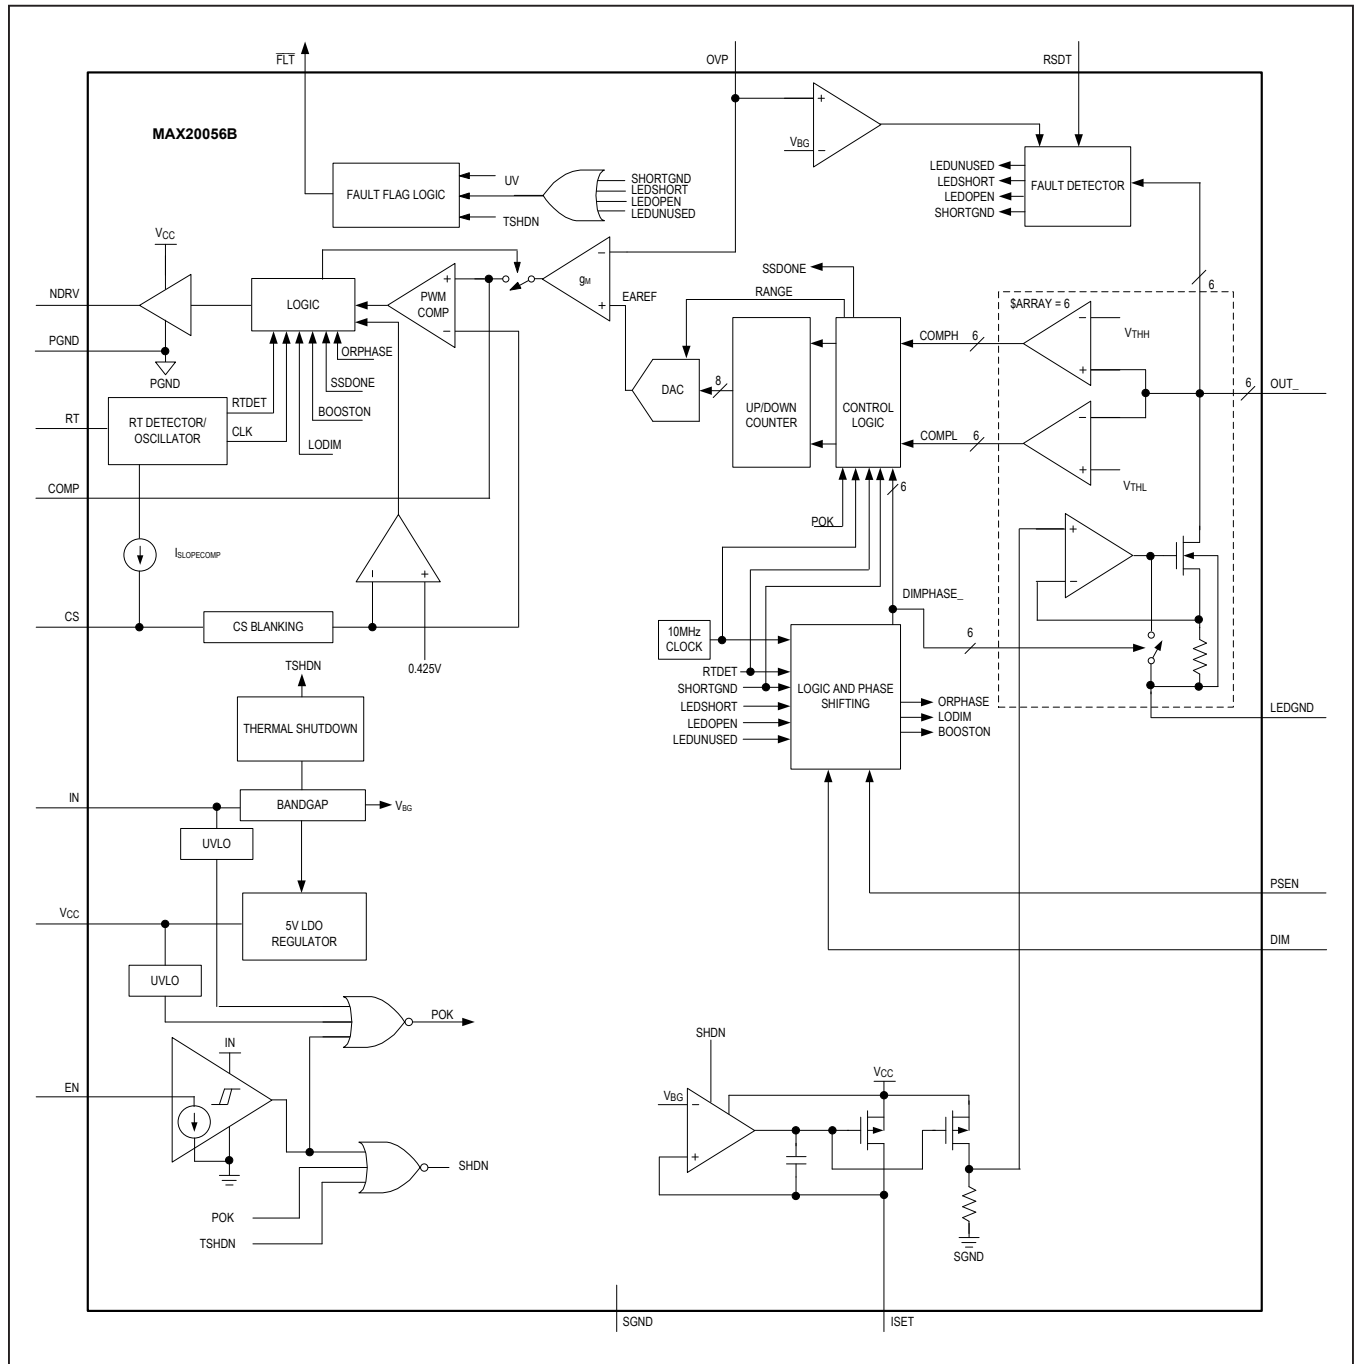 FLT
OVP
RSDT
MAX20056B
FAULT FLAG LOGIC
UV
TSHDN
SHORTGND
LEDSHORT
LEDOPEN
LEDUNUSED
+
VBG
−
LEDUNUSED
LEDSHORT
LEDOPEN
SHORTGND
FAULT DETECTOR
6
VCC
NDRV
LOGIC
+
PWM
COMP
−
gM
−
+
EAREF
PGND
PGND
ORPHASE
SSDONE
BOOSTON
LODIM
RT
RT DETECTOR/
OSCILLATOR
RTDET
CLK
SSDONE
RANGE
DAC
8
UP/DOWN
COUNTER
CONTROL
LOGIC
COMPH
6
COMPL
6
$ARRAY = 6
−
VTHH
+
−
+
VTHL
6
OUT_
COMP
ISLOPECOMP
−
+
0.425V
CS
CS BLANKING
POK
6
DIMPHASE_
6
+
−
LEDGND
10MHz
CLOCK
RTDET
SHORTGND
LEDSHORT
LEDOPEN
LEDUNUSED
LOGIC AND PHASE
SHIFTING
ORPHASE
LODIM
BOOSTON
TSHDN
THERMAL SHUTDOWN
IN
BANDGAP
VBG
UVLO
PSEN
VCC
5V LDO
REGULATOR
DIM
UVLO
POK
IN
EN
SHDN
POK
TSHDN
SHDN
VBG
−
+
VCC
SGND
SGND
ISET